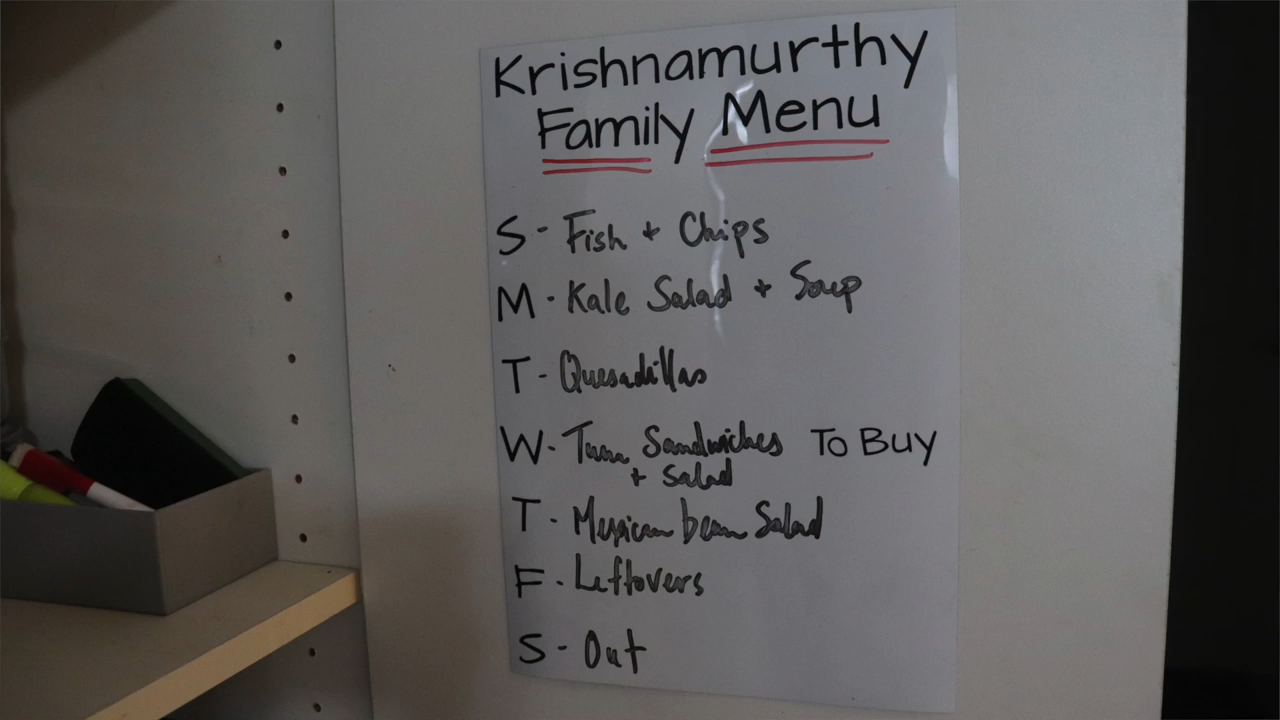 Krishnamurthy
Family Menu
S - Fish + Chips
M - Kale Salad + Soup
T - Quesadillas
W - Tuna Sandwiches To Buy
+ Salad
T - Mexican bean Salad
F - Leftovers
S - Out